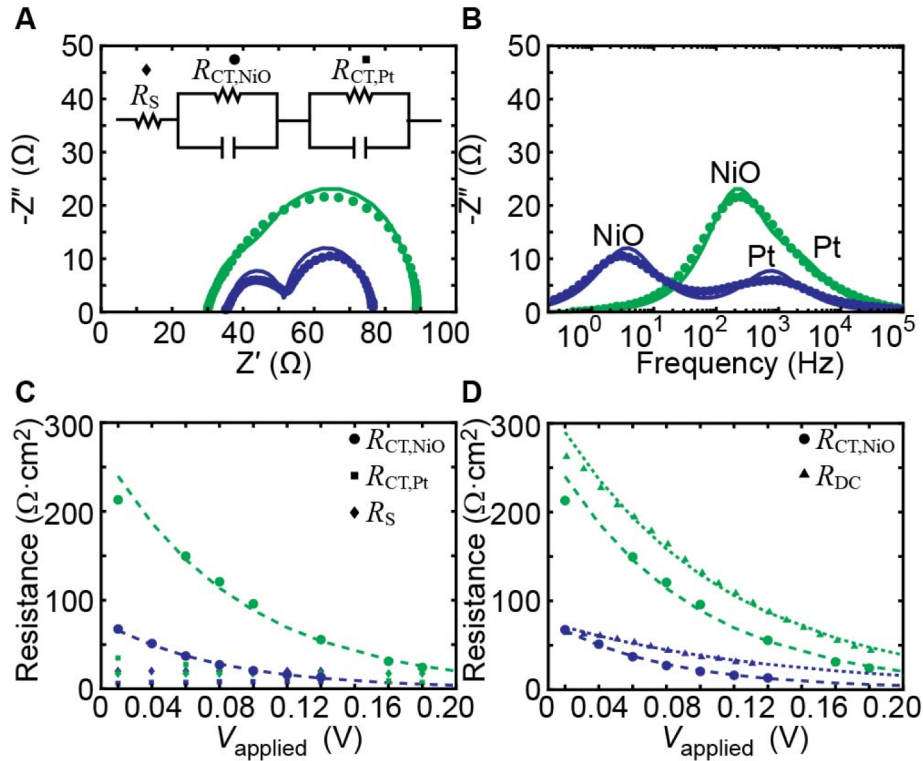 A
B
50
40
30
20
10
0
-Z″ (Ω)
R_S
R_CT,NiO
R_CT,Pt
0 20 40 60 80 100
Z′ (Ω)
50
40
30
20
10
0
-Z″ (Ω)
NiO
NiO
Pt
Pt
10^0 10^1 10^2 10^3 10^4 10^5
Frequency (Hz)
C
D
300
200
100
0
Resistance (Ω·cm²)
R_CT,NiO
R_CT,Pt
R_S
0 0.04 0.08 0.12 0.16 0.20
V_applied (V)
300
200
100
0
Resistance (Ω·cm²)
R_CT,NiO
R_DC
0 0.04 0.08 0.12 0.16 0.20
V_applied (V)